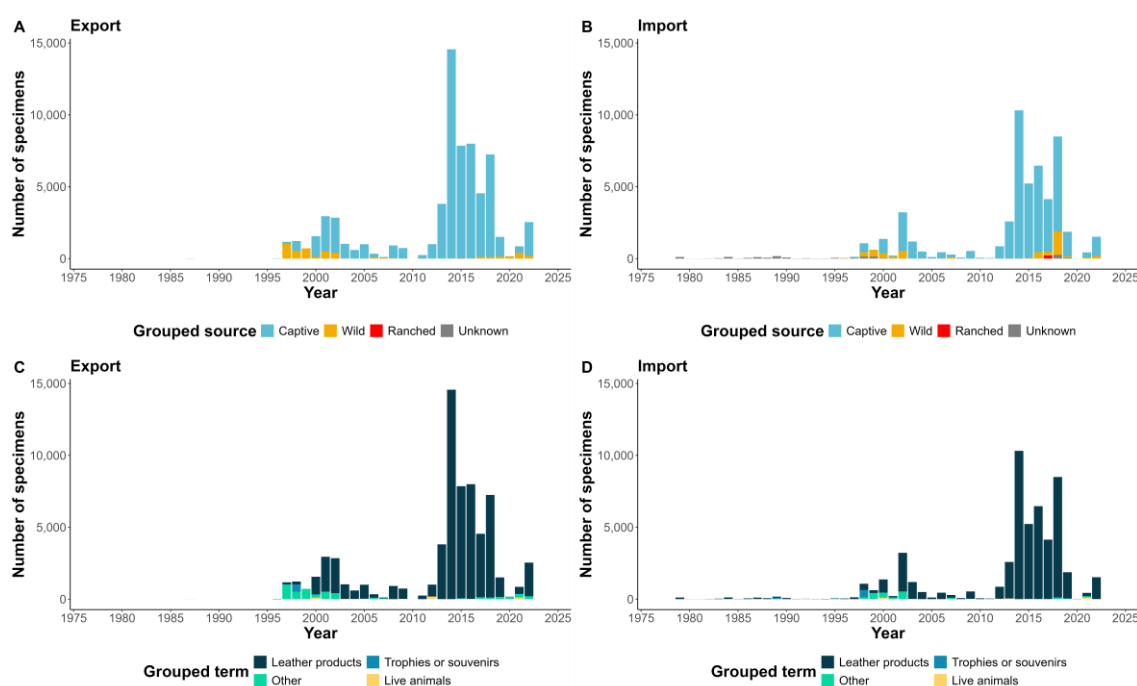 A Export
15,000
10,000
5,000
0
Number of specimens
1975 1980 1985 1990 1995 2000 2005 2010 2015 2020 2025
Year
Grouped source Captive Wild Ranched Unknown
B Import
15,000
10,000
5,000
0
Number of specimens
1975 1980 1985 1990 1995 2000 2005 2010 2015 2020 2025
Year
Grouped source Captive Wild Ranched Unknown
C Export
15,000
10,000
5,000
0
Number of specimens
1975 1980 1985 1990 1995 2000 2005 2010 2015 2020 2025
Year
Grouped term Leather products Trophies or souvenirs
Other Live animals
D Import
15,000
10,000
5,000
0
Number of specimens
1975 1980 1985 1990 1995 2000 2005 2010 2015 2020 2025
Year
Grouped term Leather products Trophies or souvenirs
Other Live animals